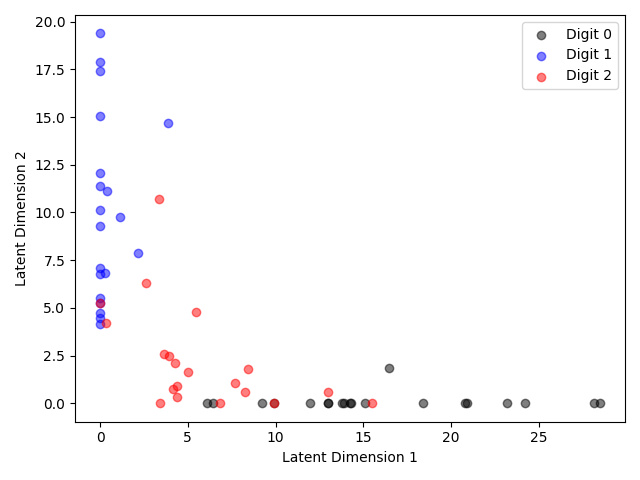 20.0
17.5
15.0
12.5
10.0
7.5
5.0
2.5
0.0
Latent Dimension 2
0 5 10 15 20 25
Latent Dimension 1
Digit 0
Digit 1
Digit 2